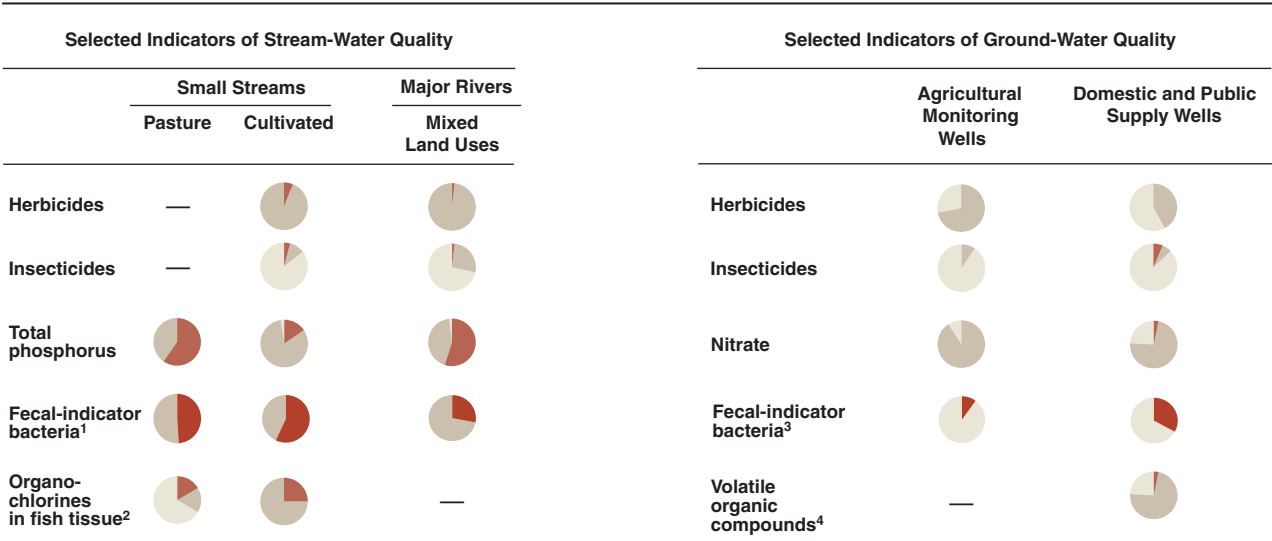 Selected Indicators of Stream-Water Quality
Small Streams
Major Rivers
Pasture
Cultivated
Mixed
Land Uses
Herbicides
—
Insecticides
—
Total
phosphorus
Fecal-indicator
bacteria¹
Organo-
chlorines
in fish tissue²
—
Selected Indicators of Ground-Water Quality
Agricultural
Monitoring
Wells
Domestic and Public
Supply Wells
Herbicides
Insecticides
Nitrate
Fecal-indicator
bacteria³
Volatile
organic
compounds⁴
—